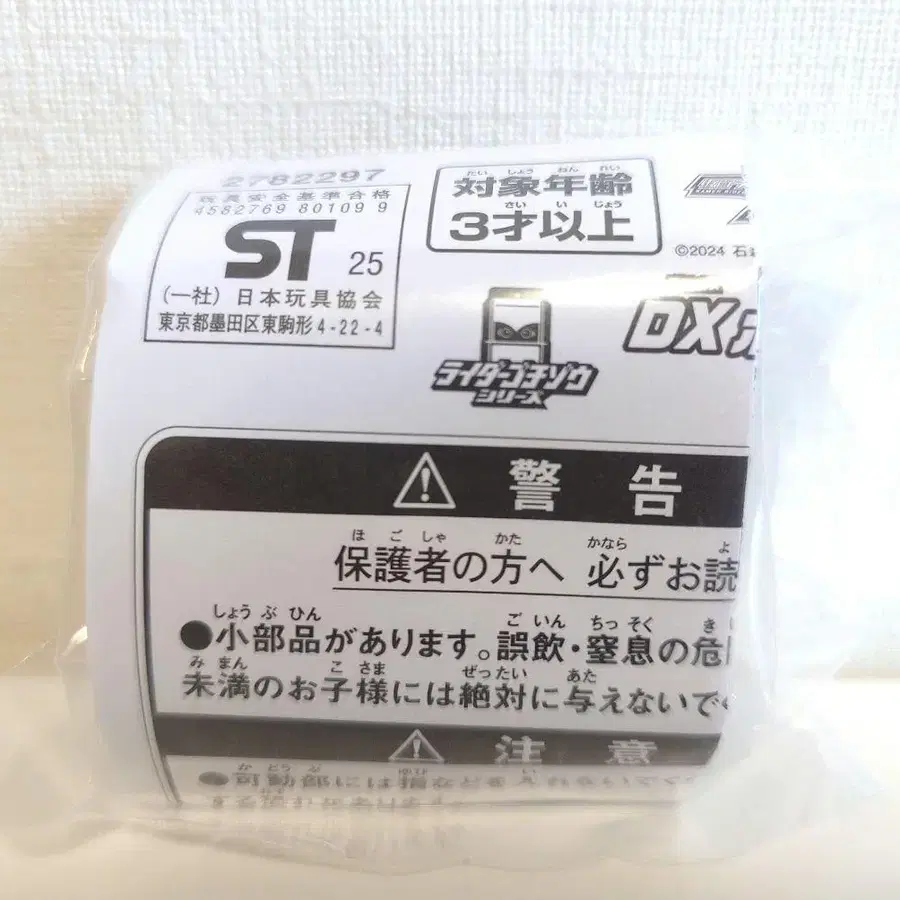 2782297
玩具安全基準合格
4582769 80109 9
ST 25
(一社)日本玩具協会
東京都墨田区東駒形4-22-4
たいしょうねんれい
対象年齢
さいいじょう
3才以上
©2024 石
ライダープチゾウ
シリーズ
DX
警告
ほごしゃ かた かなら よ
保護者の方へ 必ずお読
しょうぶひん ごいん ちっそく き
●小部品があります。誤飲・窒息の危
みまん こさま ぜったい あた
未満のお子様には絶対に与えないで
注意